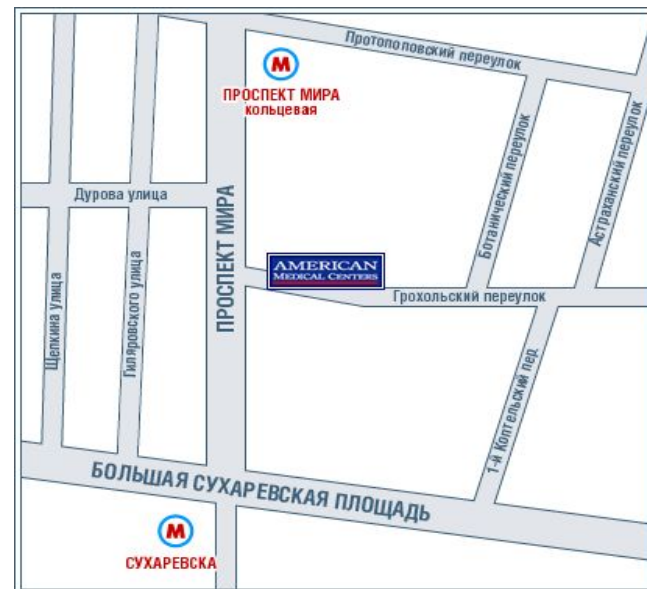 Протоповский переулок
М
ПРОСПЕКТ МИРА
кольцевая
Ботанический переулок
Астраханский переулок
Дурова улица
ПРОСПЕКТ МИРА
AMERICAN
MEDICAL CENTERS
Грохольский переулок
Щепкина улица
Гиляровского улица
1-й Коптельский пер.
БОЛЬШАЯ СУХАРЕВСКАЯ ПЛОЩАДЬ
М
СУХАРЕВСКА